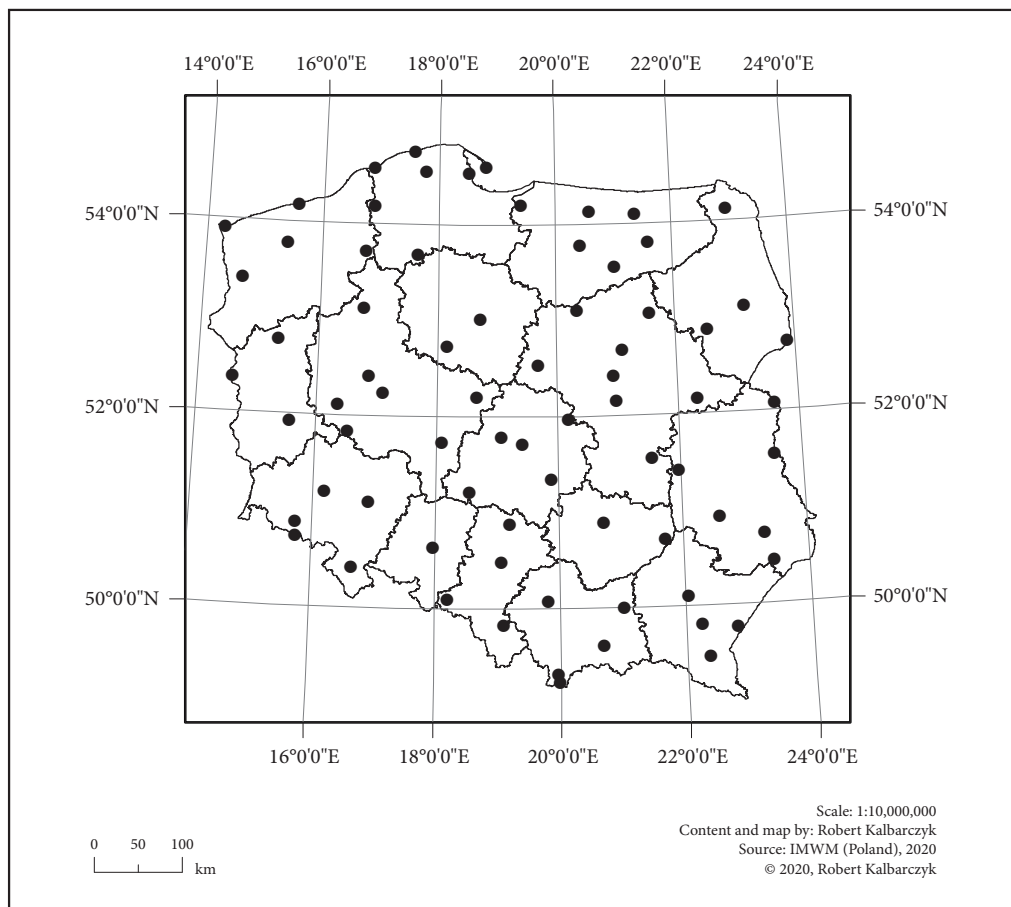 14°0'0"E 16°0'0"E 18°0'0"E 20°0'0"E 22°0'0"E 24°0'0"E
54°0'0"N 54°0'0"N
52°0'0"N 52°0'0"N
50°0'0"N 50°0'0"N
16°0'0"E 18°0'0"E 20°0'0"E 22°0'0"E 24°0'0"E
Scale: 1:10,000,000
Content and map by: Robert Kalbarczyk
Source: IMWM (Poland), 2020
© 2020, Robert Kalbarczyk
0 50 100
km